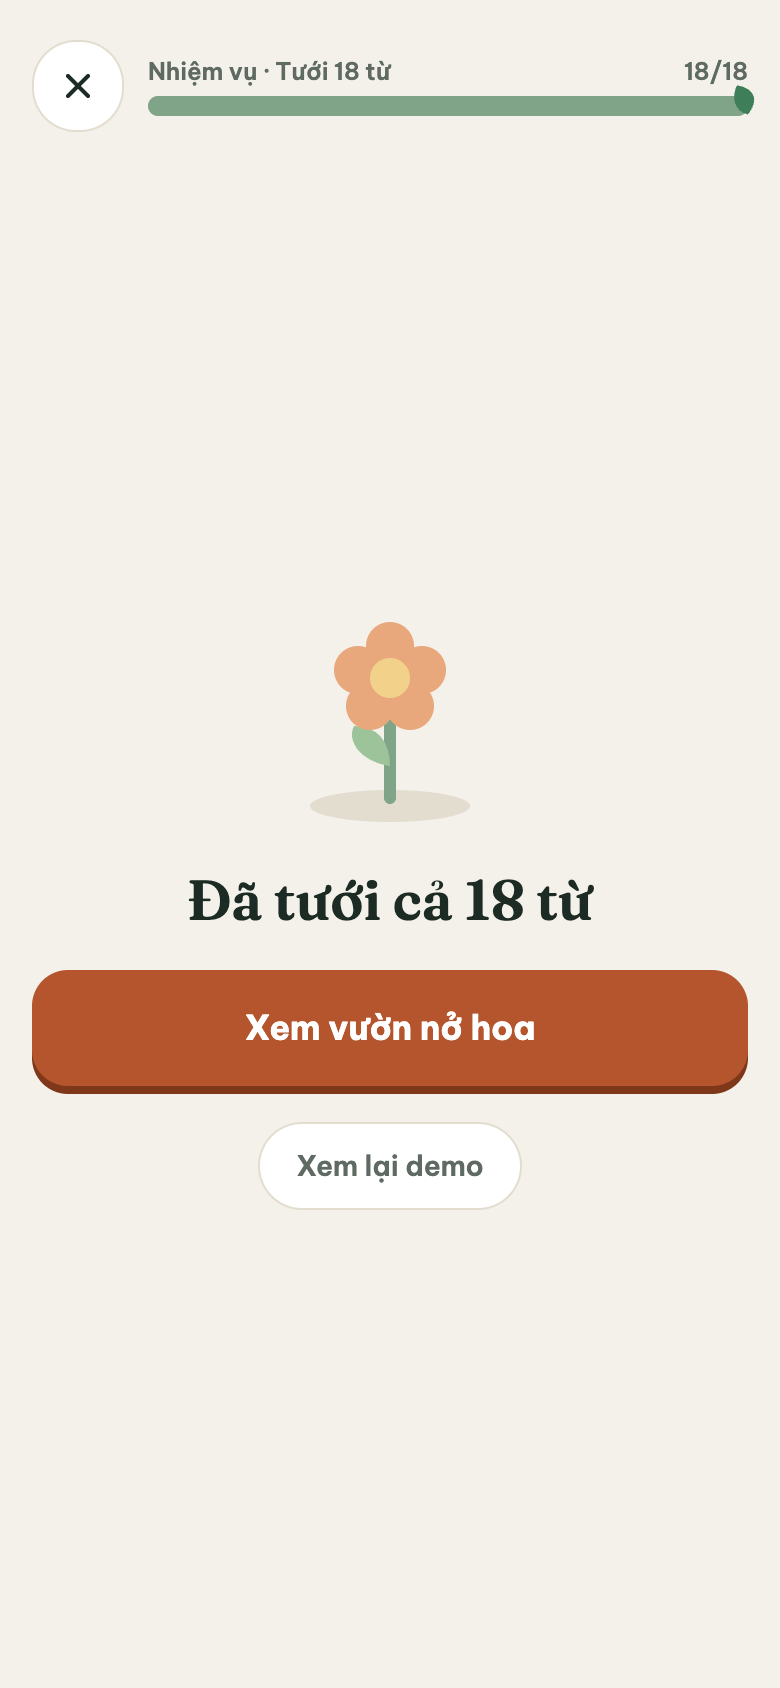 Nhiệm vụ · Tưới 18 từ
18/18
Đã tưới cả 18 từ
Xem vườn nở hoa
Xem lại demo